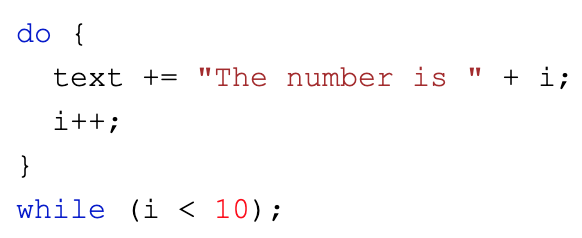 do {
  text += "The number is " + i;
  i++;
}
while (i < 10);